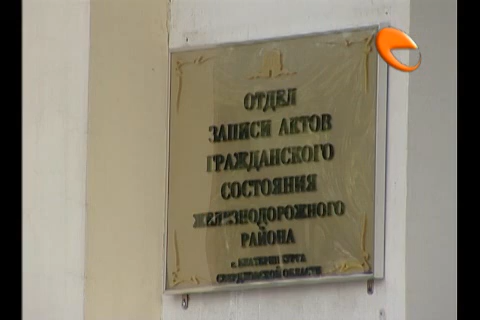 ОТДЕЛ
ЗАПИСИ АКТОВ
ГРАЖДАНСКОГО
СОСТОЯНИЯ
ЖЕЛЕЗНОДОРОЖНОГО
РАЙОНА
г. ЕКАТЕРИНБУРГА
СВЕРДЛОВСКОЙ ОБЛАСТИ